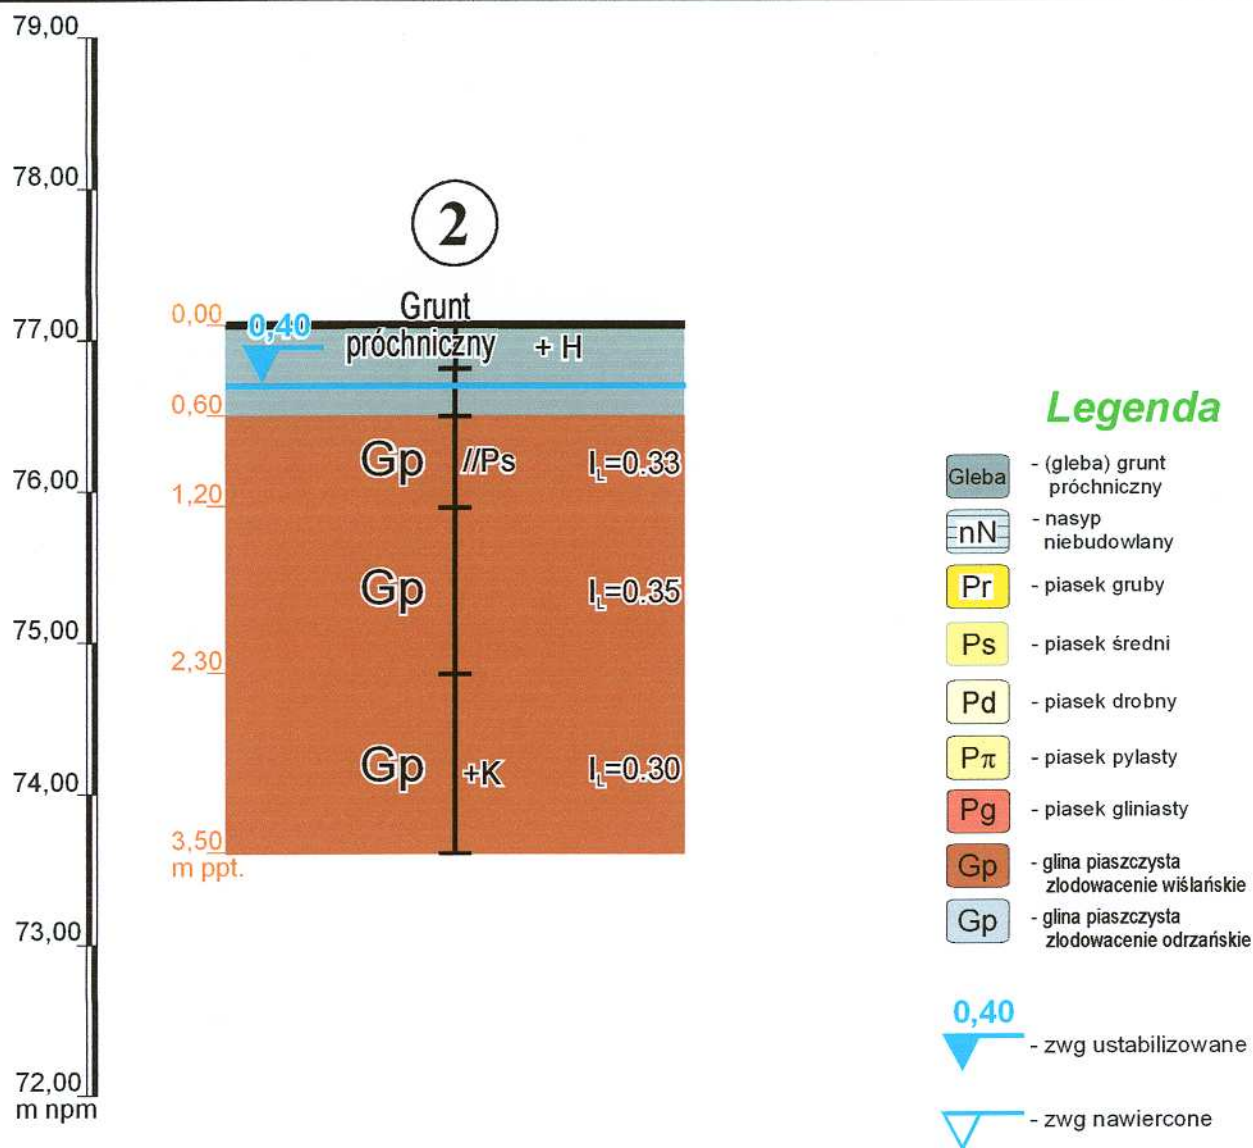 79,00
78,00
77,00
76,00
75,00
74,00
73,00
72,00
m npm
2
0,00
0,40
Grunt
próchniczny
+ H
0,60
Gp //Ps I_L=0.33
1,20
Gp I_L=0.35
2,30
Gp +K I_L=0.30
3,50
m ppt.
Legenda
Gleba - (gleba) grunt
próchniczny
nN - nasyp
niebudowlany
Pr - piasek gruby
Ps - piasek średni
Pd - piasek drobny
Pπ - piasek pylasty
Pg - piasek gliniasty
Gp - glina piaszczysta
zlodowacenie wiślańskie
Gp - glina piaszczysta
zlodowacenie odrzańskie
0,40
- zwg ustabilizowane
- zwg nawiercone